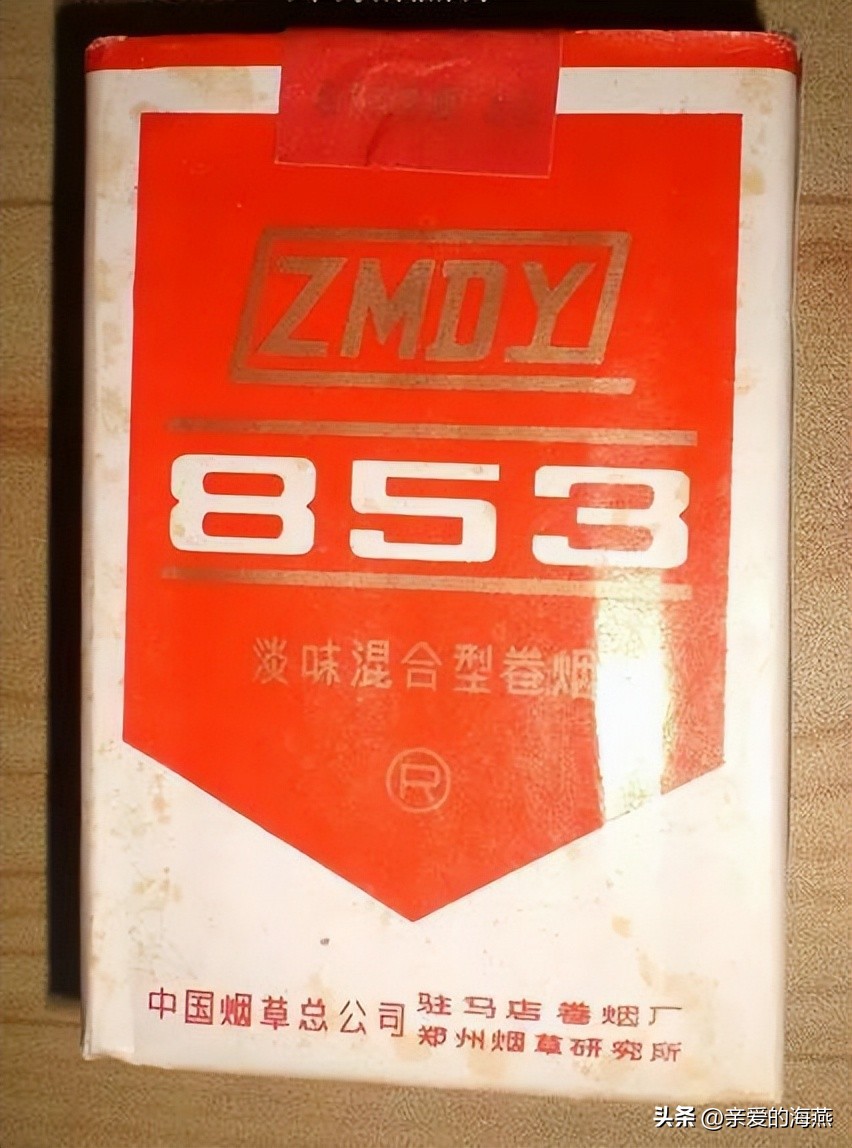 ZMDY
853
淡味混合型卷烟
R
中国烟草总公司 驻马店卷烟厂
郑州烟草研究所
头条 @亲爱的海燕